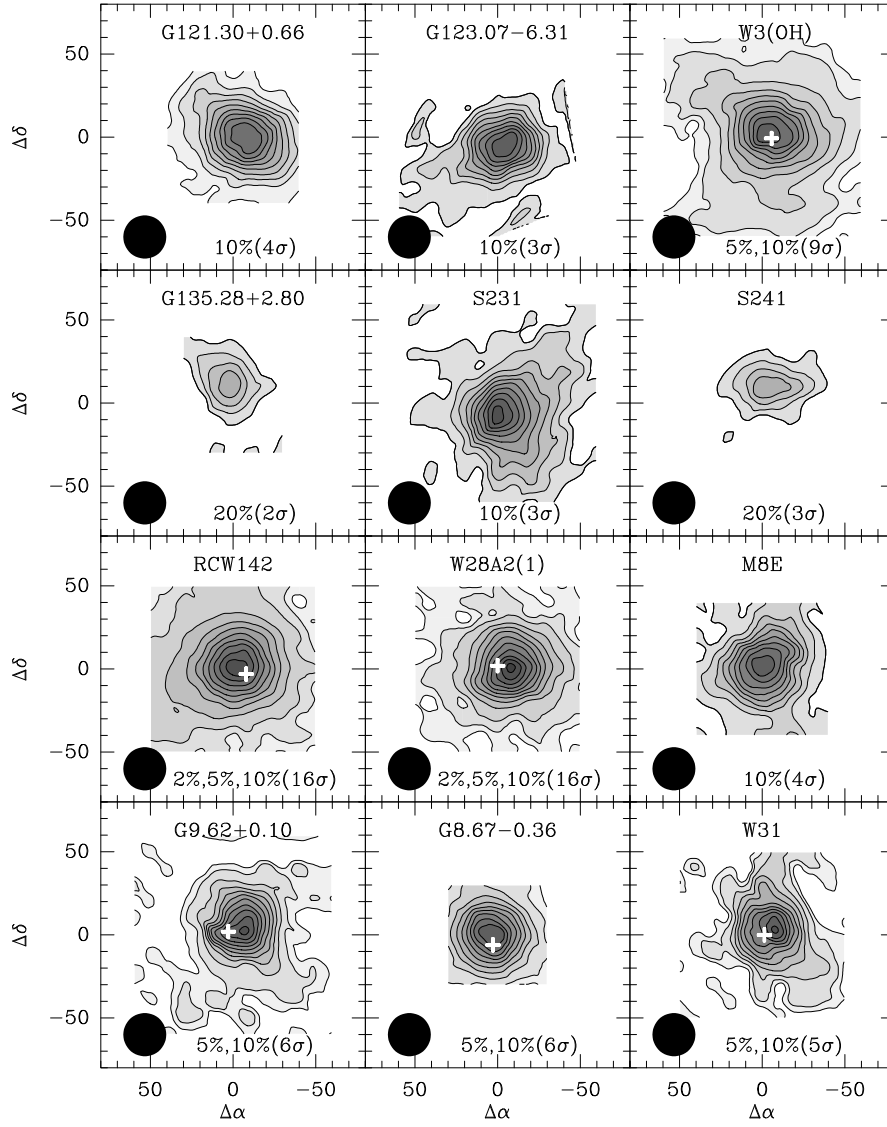 G121.30+0.66 G123.07−6.31 W3(OH)
50
Δδ 0
−50
10%(4σ) 10%(3σ) 5%,10%(9σ)
G135.28+2.80 S231 S241
50
Δδ 0
−50
20%(2σ) 10%(3σ) 20%(3σ)
RCW142 W28A2(1) M8E
50
Δδ 0
−50
2%,5%,10%(16σ) 2%,5%,10%(16σ) 10%(4σ)
G9.62+0.10 G8.67−0.36 W31
50
Δδ 0
−50
5%,10%(6σ) 5%,10%(6σ) 5%,10%(5σ)
50 0 −50 50 0 −50 50 0 −50
Δα Δα Δα